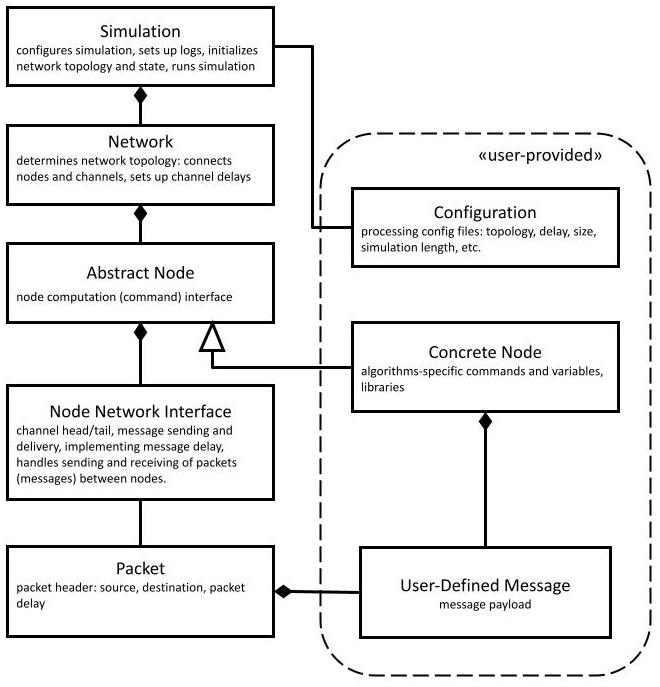 Simulation
configures simulation, sets up logs, initializes
network topology and state, runs simulation
Network
determines network topology: connects
nodes and channels, sets up channel delays
Abstract Node
node computation (command) interface
Node Network Interface
channel head/tail, message sending and
delivery, implementing message delay,
handles sending and receiving of packets
(messages) between nodes.
Packet
packet header: source, destination, packet
delay
«user-provided»
Configuration
processing config files: topology, delay, size,
simulation length, etc.
Concrete Node
algorithms-specific commands and variables,
libraries
User-Defined Message
message payload